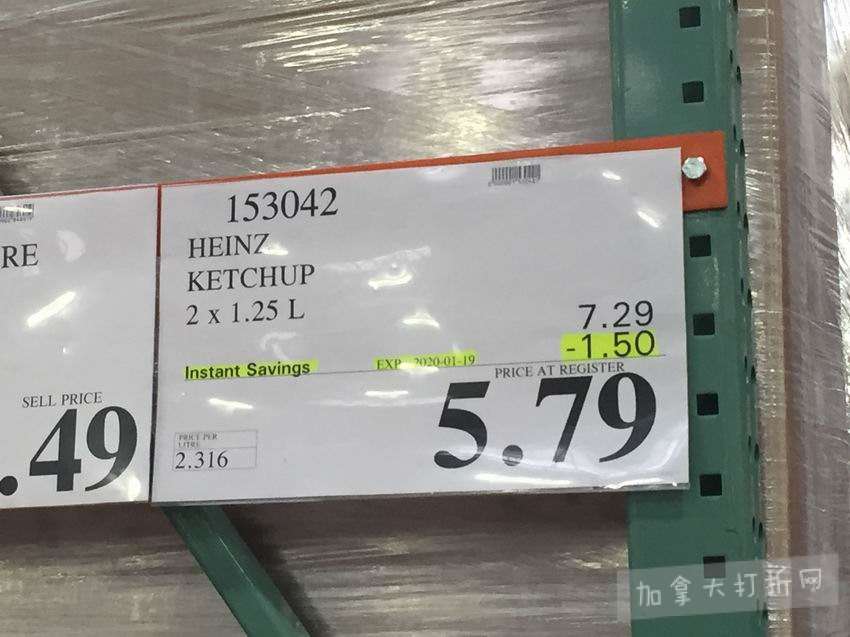 RE
SELL PRICE
.49
153042
HEINZ
KETCHUP
2 x 1.25 L
7.29
-1.50
Instant Savings
EXP. 2020-01-19
PRICE AT REGISTER
5.79
PRICE PER
LITRE
2.316
加拿大打折网